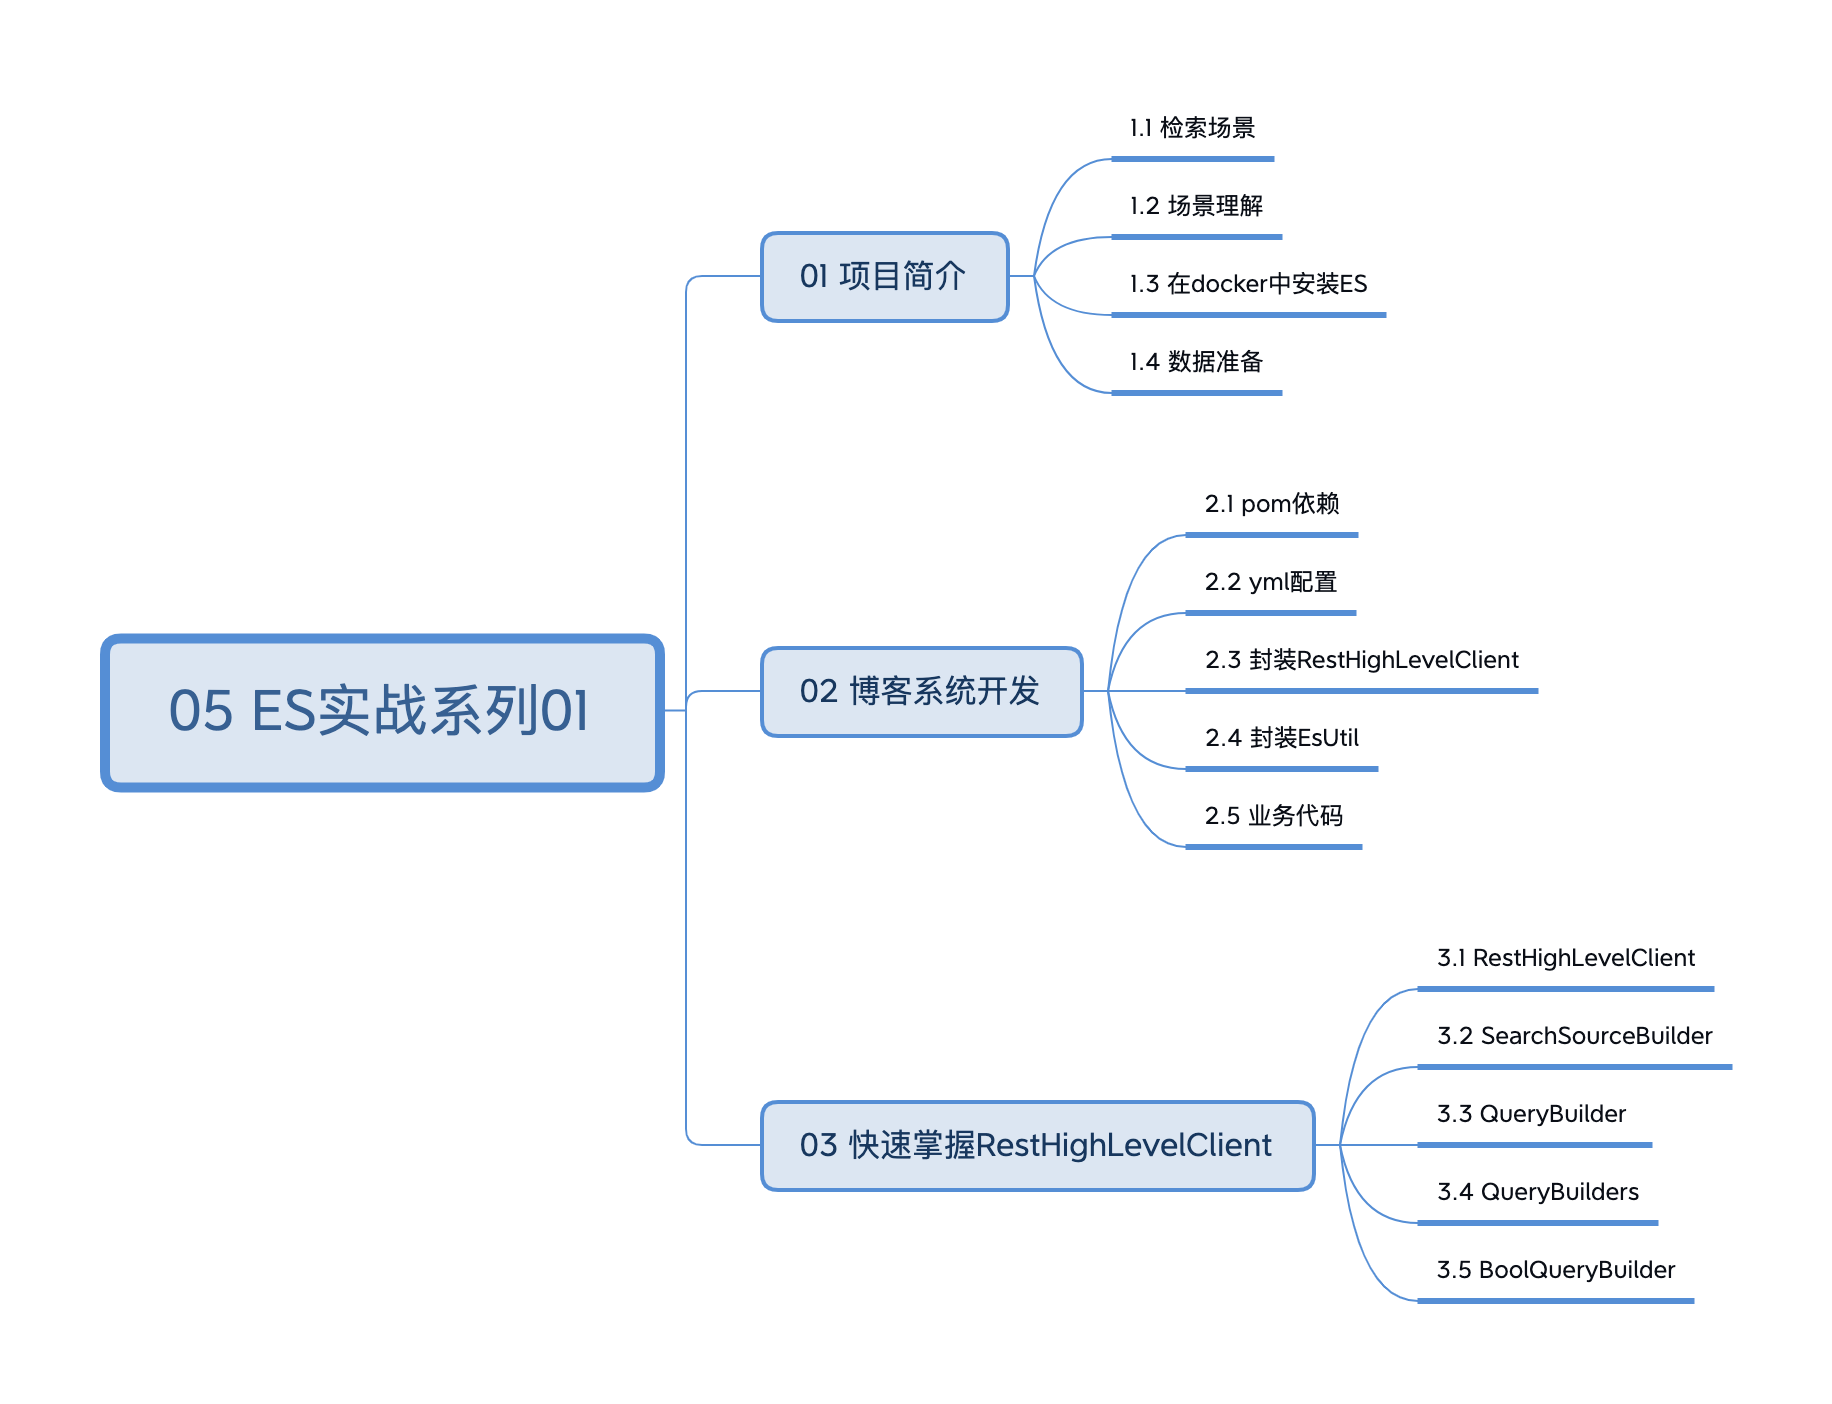 05 ES实战系列01
01 项目简介
1.1 检索场景
1.2 场景理解
1.3 在docker中安装ES
1.4 数据准备
02 博客系统开发
2.1 pom依赖
2.2 yml配置
2.3 封装RestHighLevelClient
2.4 封装EsUtil
2.5 业务代码
03 快速掌握RestHighLevelClient
3.1 RestHighLevelClient
3.2 SearchSourceBuilder
3.3 QueryBuilder
3.4 QueryBuilders
3.5 BoolQueryBuilder